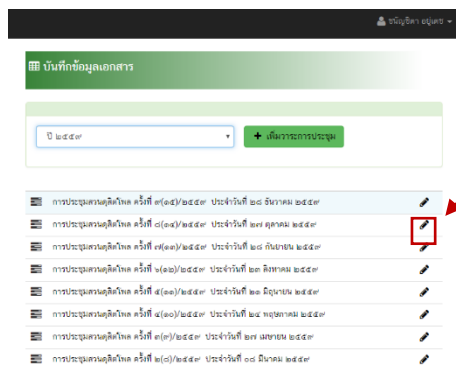 ชนัญชิดา อยู่เคช
บันทึกข้อมูลเอกสาร
ปี ๒๕๕๙
+ เพิ่มวาระการประชุม
การประชุมสวนดุสิตโพล ครั้งที่ ๙(๑๕)/๒๕๕๙ ประจำวันที่ ๒๘ ธันวาคม ๒๕๕๙
การประชุมสวนดุสิตโพล ครั้งที่ ๘(๑๔)/๒๕๕๙ ประจำวันที่ ๒๗ ตุลาคม ๒๕๕๙
การประชุมสวนดุสิตโพล ครั้งที่ ๗(๑๓)/๒๕๕๙ ประจำวันที่ ๒๘ กันยายน ๒๕๕๙
การประชุมสวนดุสิตโพล ครั้งที่ ๖(๑๒)/๒๕๕๙ ประจำวันที่ ๒๓ สิงหาคม ๒๕๕๙
การประชุมสวนดุสิตโพล ครั้งที่ ๕(๑๑)/๒๕๕๙ ประจำวันที่ ๒๑ มิถุนายน ๒๕๕๙
การประชุมสวนดุสิตโพล ครั้งที่ ๔(๑๐)/๒๕๕๙ ประจำวันที่ ๒๔ พฤษภาคม ๒๕๕๙
การประชุมสวนดุสิตโพล ครั้งที่ ๓(๙)/๒๕๕๙ ประจำวันที่ ๒๗ เมษายน ๒๕๕๙
การประชุมสวนดุสิตโพล ครั้งที่ ๒(๘)/๒๕๕๙ ประจำวันที่ ๐๘ มีนาคม ๒๕๕๙